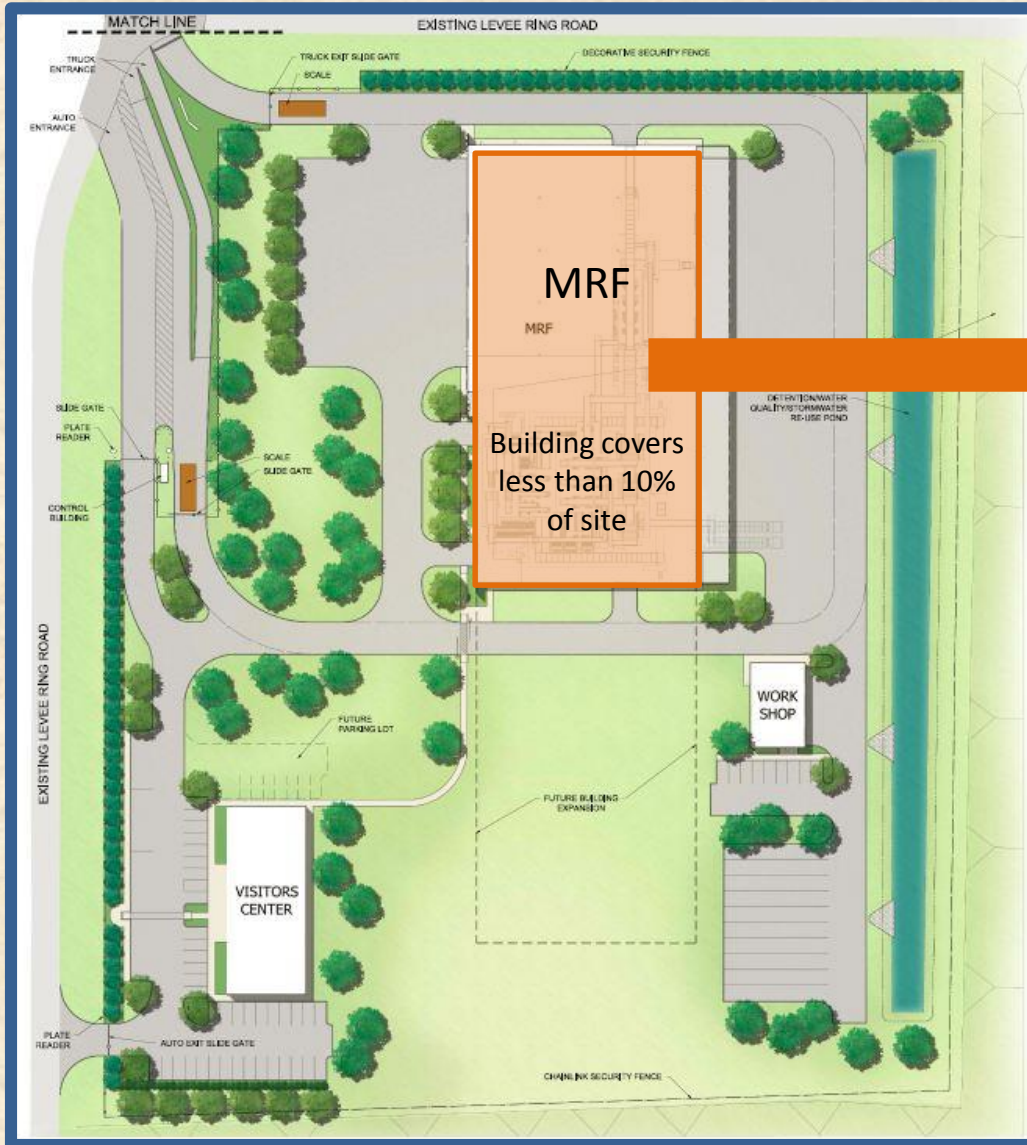 MATCH LINE
EXISTING LEVEE RING ROAD
TRUCK
ENTRANCE
TRUCK EXIT SLIDE GATE
SCALE
DECORATIVE SECURITY FENCE
AUTO
ENTRANCE
MRF
MRF
Building covers
less than 10%
of site
DETENTION/WATER
QUALITY/STORMWATER
RE-USE POND
SLIDE GATE
PLATE
READER
SCALE
SLIDE GATE
CONTROL
BUILDING
EXISTING LEVEE RING ROAD
WORK
SHOP
FUTURE
PARKING LOT
FUTURE BUILDING
EXPANSION
VISITORS
CENTER
PLATE
READER
AUTO EXIT SLIDE GATE
CHAINLINK SECURITY FENCE